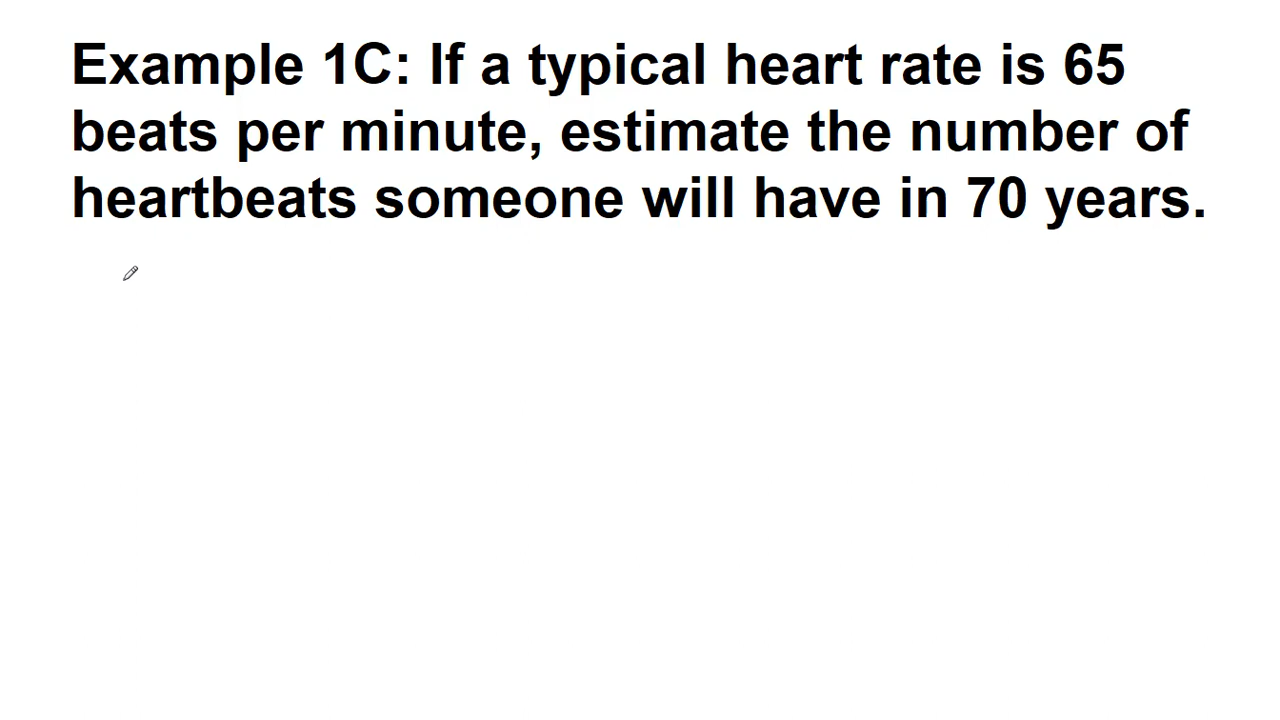 Example 1C: If a typical heart rate is 65
beats per minute, estimate the number of
heartbeats someone will have in 70 years.